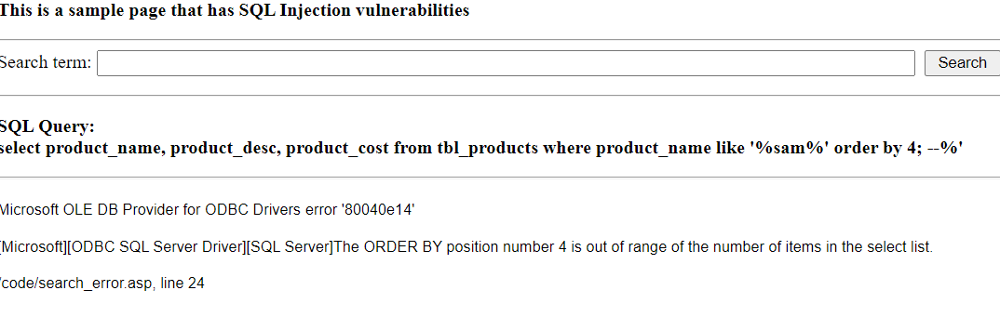 This is a sample page that has SQL Injection vulnerabilities
Search term:
Search
SQL Query:
select product_name, product_desc, product_cost from tbl_products where product_name like '%sam%' order by 4; --%'
Microsoft OLE DB Provider for ODBC Drivers error '80040e14'
[Microsoft][ODBC SQL Server Driver][SQL Server]The ORDER BY position number 4 is out of range of the number of items in the select list.
/code/search_error.asp, line 24